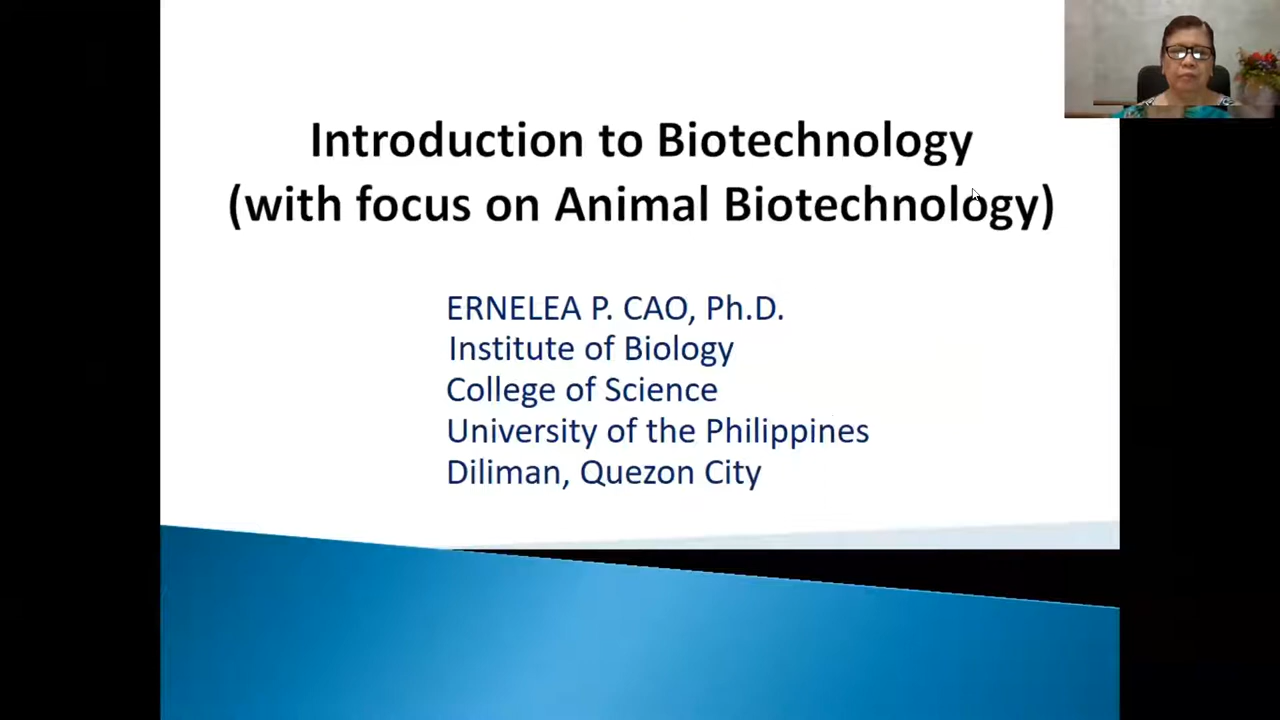 Introduction to Biotechnology
(with focus on Animal Biotechnology)
ERNELEA P. CAO, Ph.D.
Institute of Biology
College of Science
University of the Philippines
Diliman, Quezon City